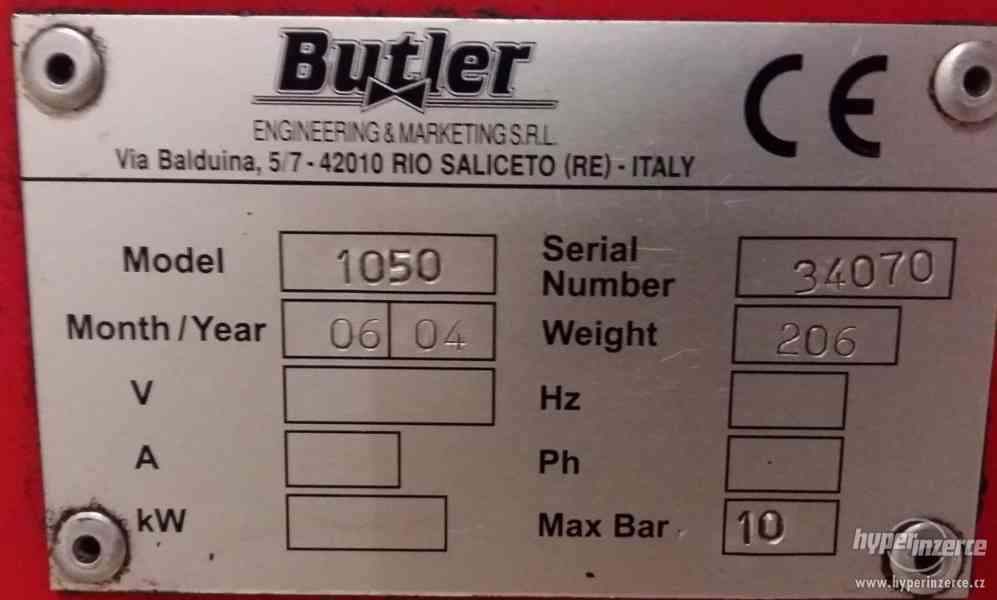 Butler
ENGINEERING & MARKETING S.R.L.
Via Balduina, 5/7 - 42010 RIO SALICETO (RE) - ITALY
CE
Model 1050 Serial Number 34070
Month / Year 06 04 Weight 206
V Hz
A Ph
kW Max Bar 10
hyperinzerce
www.hyperinzerce.cz